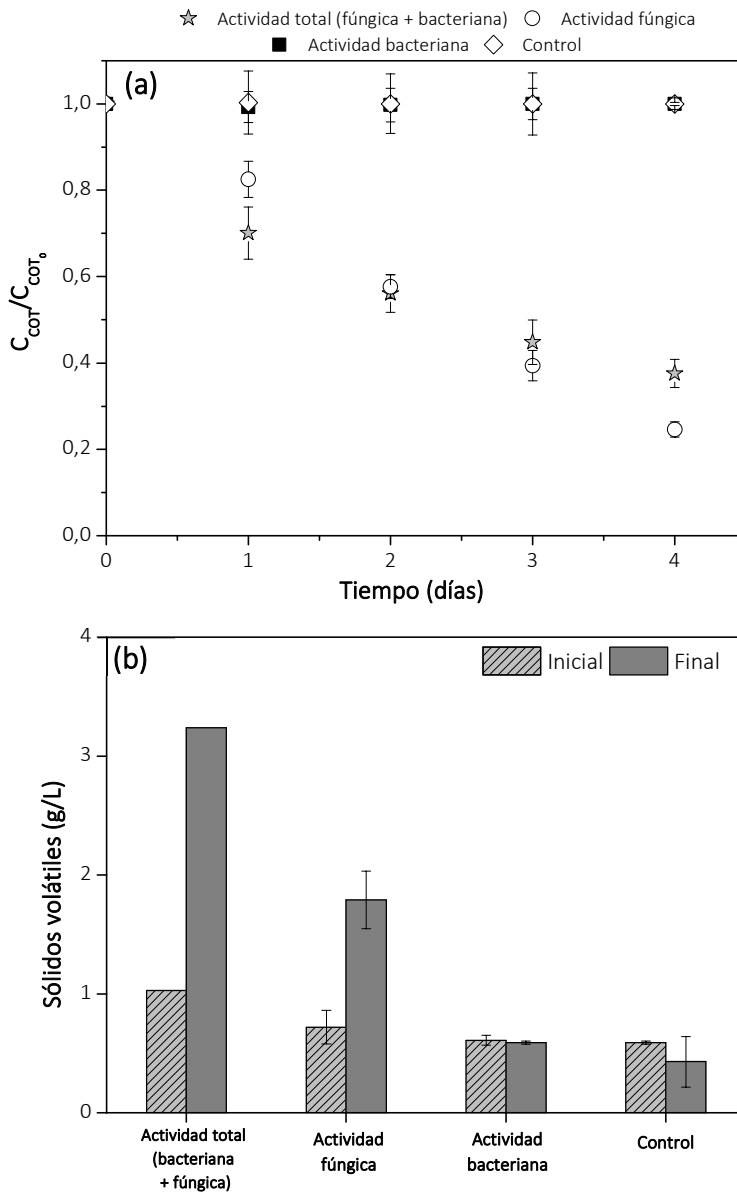 Actividad total (fúngica + bacteriana) Actividad fúngica
Actividad bacteriana Control
(a)
1,0
0,8
0,6
0,4
0,2
0,0
C_COT/C_COT₀
0 1 2 3 4
Tiempo (días)
(b)
Inicial Final
4
3
2
1
0
Sólidos volátiles (g/L)
Actividad total
(bacteriana
+ fúngica)
Actividad
fúngica
Actividad
bacteriana
Control